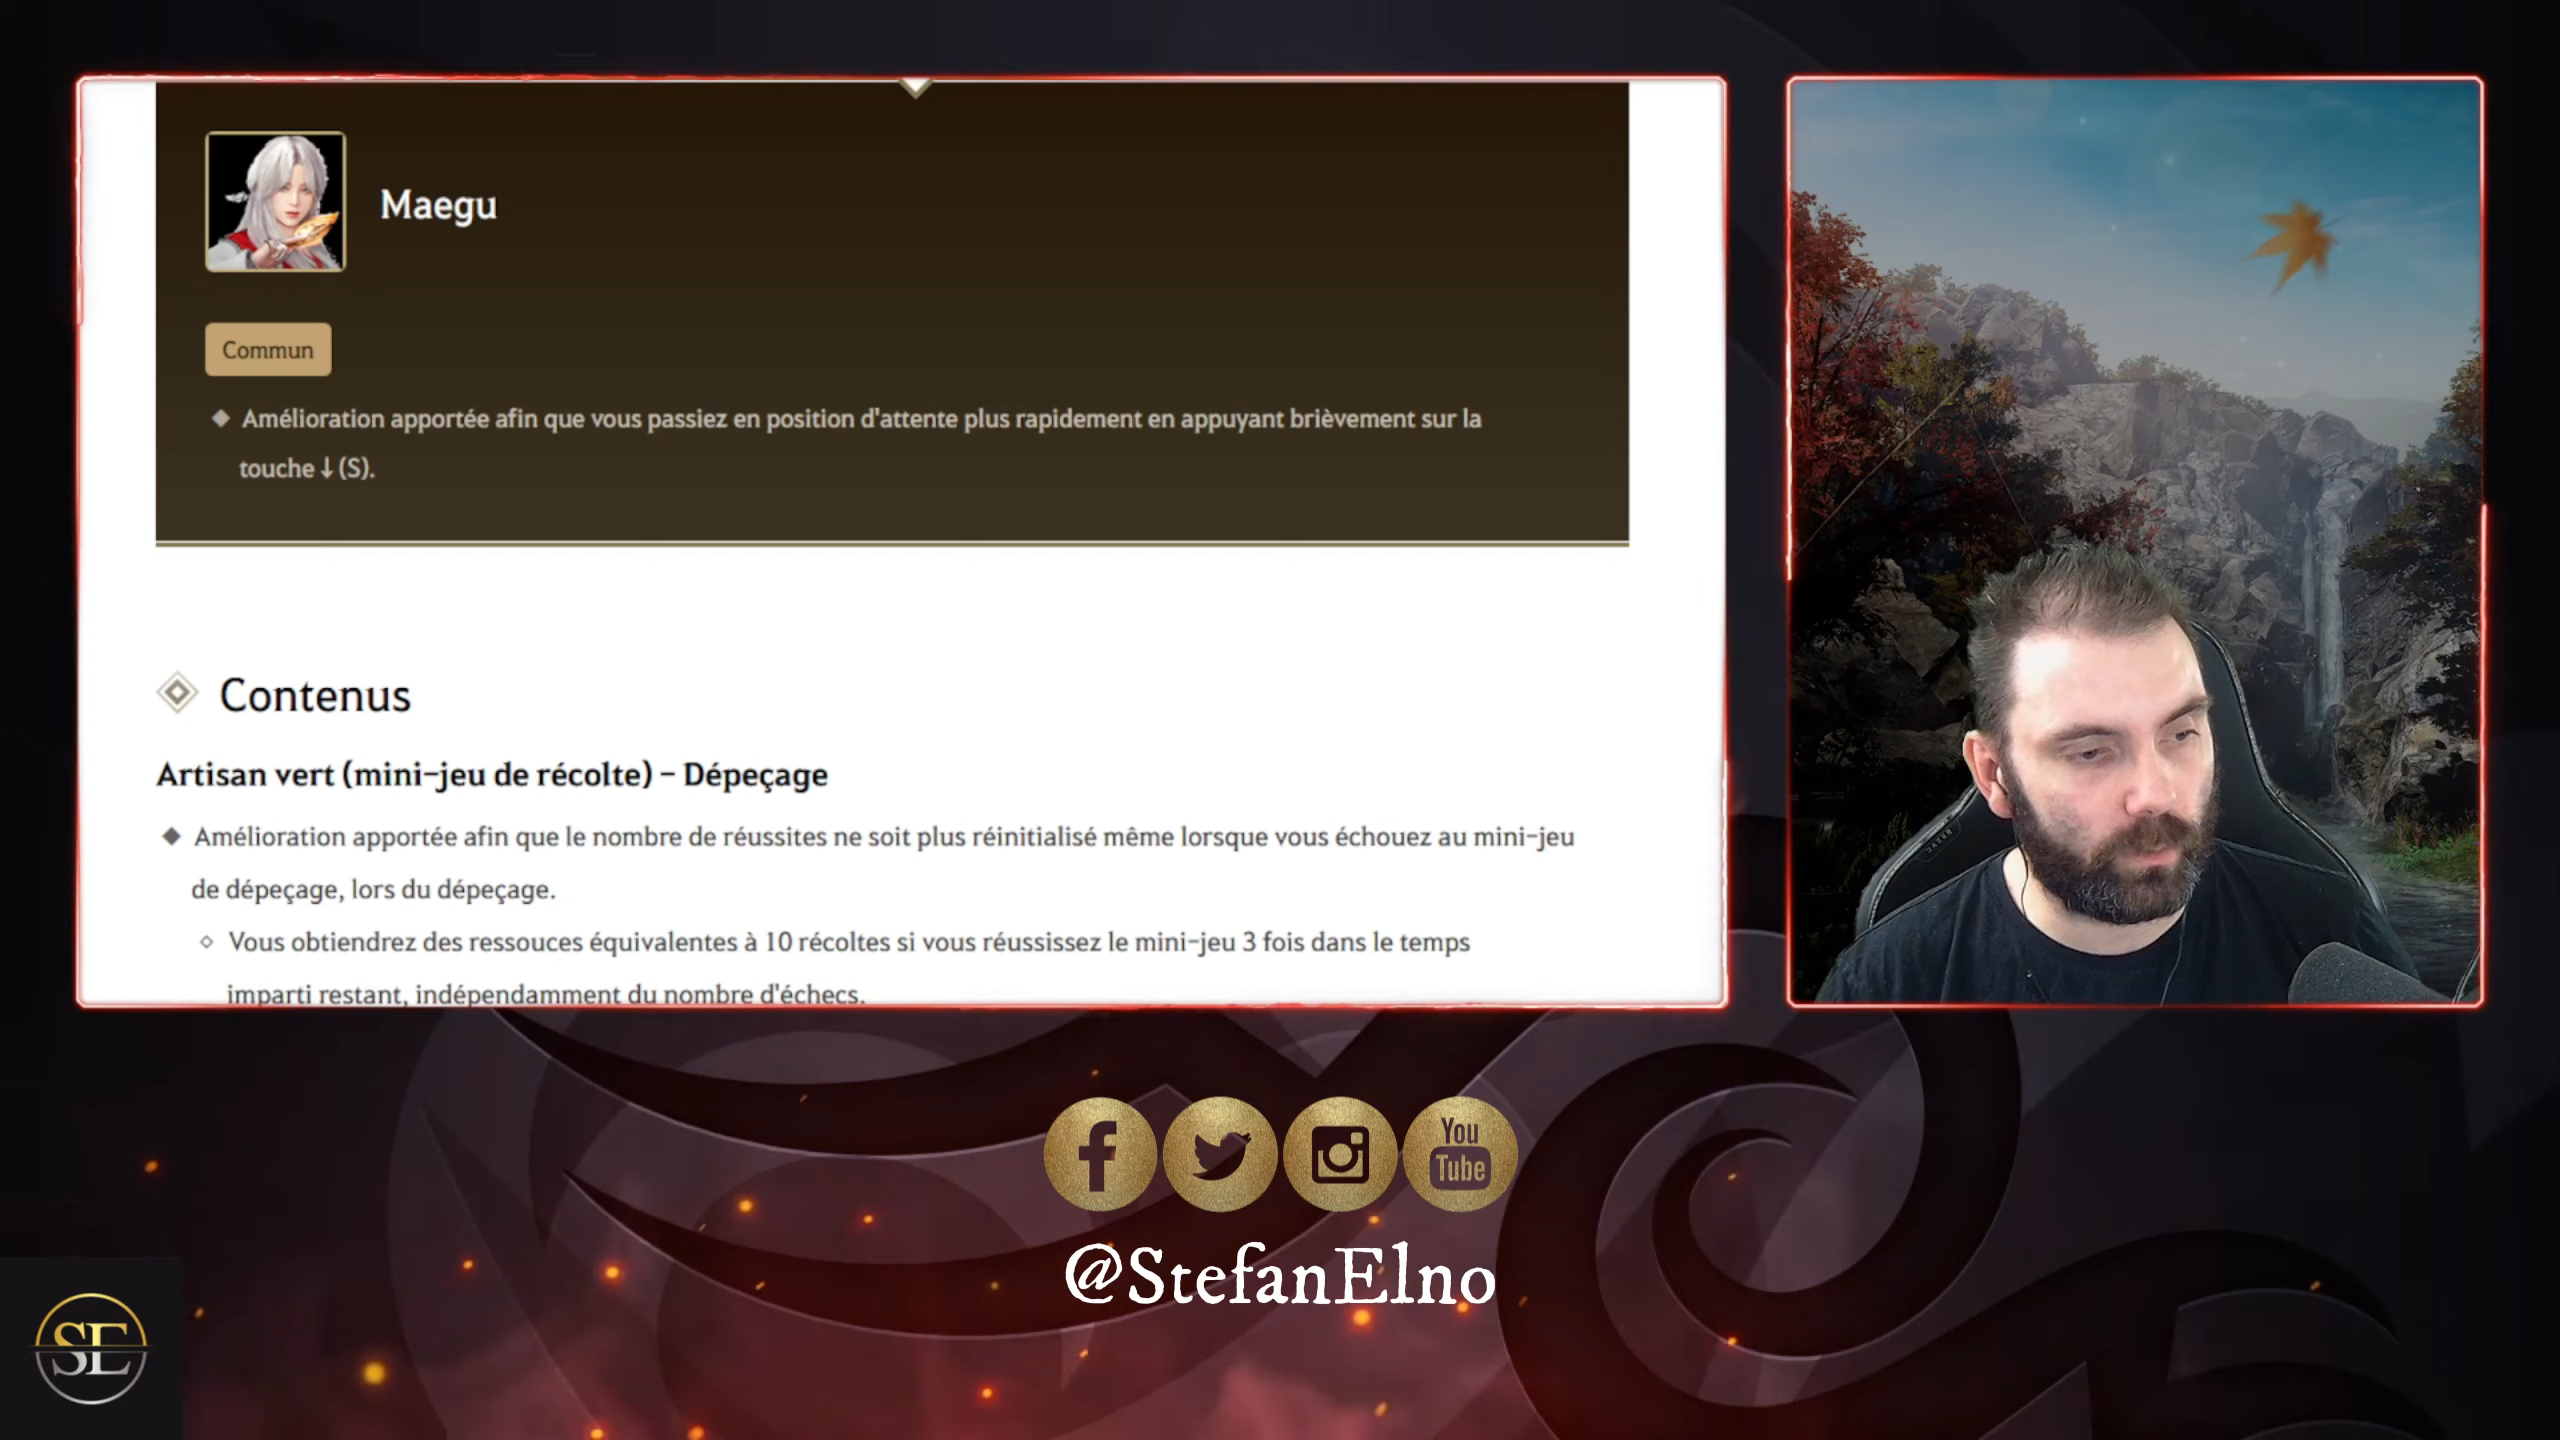 Maegu
Commun
Amélioration apportée afin que vous passiez en position d'attente plus rapidement en appuyant brièvement sur la
touche ↓ (S).
Contenus
Artisan vert (mini-jeu de récolte) - Dépeçage
Amélioration apportée afin que le nombre de réussites ne soit plus réinitialisé même lorsque vous échouez au mini-jeu
de dépeçage, lors du dépeçage.
Vous obtiendrez des ressouces équivalentes à 10 récoltes si vous réussissez le mini-jeu 3 fois dans le temps
imparti restant, indépendamment du nombre d'échecs.
You
Tube
@StefanElno
SE